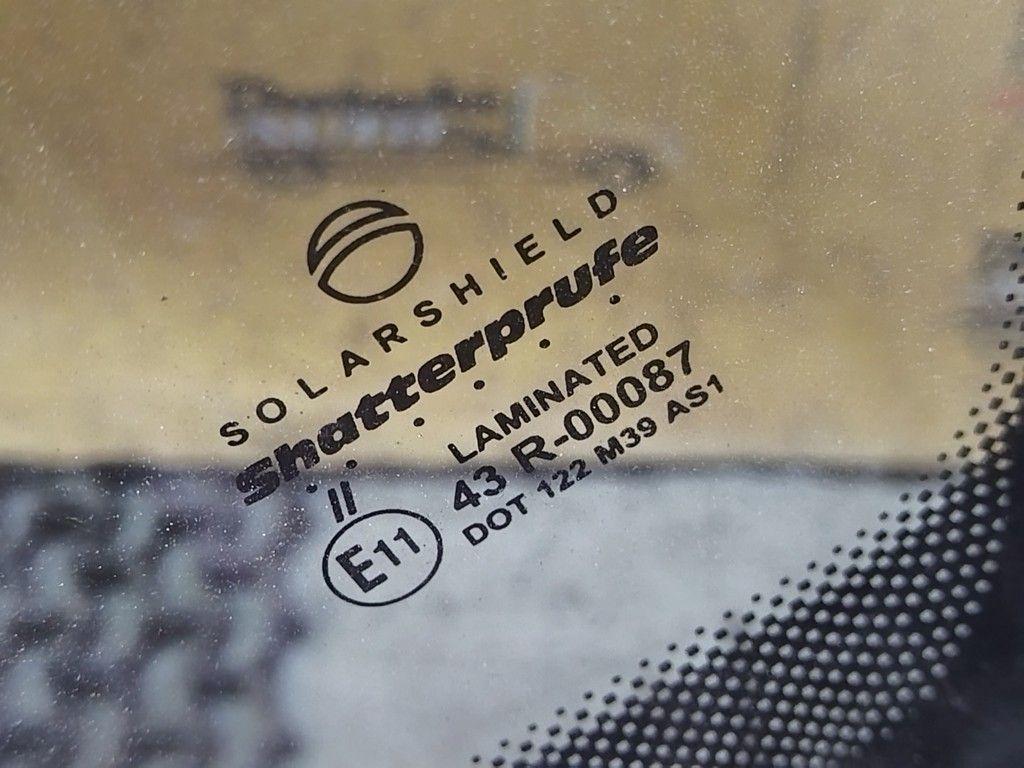 SOLARSHIELD
Shatterprufe
II
LAMINATED
E11
43 R-00087
DOT 122 M39 AS1